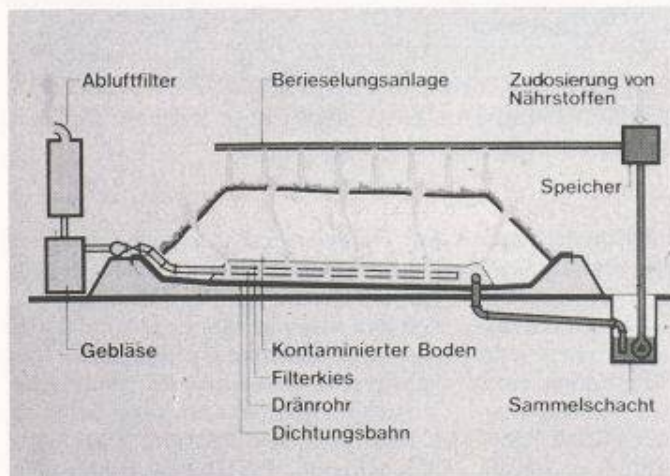 Abluftfilter
Berieselungsanlage
Zudosierung von
Nährstoffen
Speicher
Gebläse
Kontaminierter Boden
Filterkies
Dränrohr
Dichtungsbahn
Sammelschacht